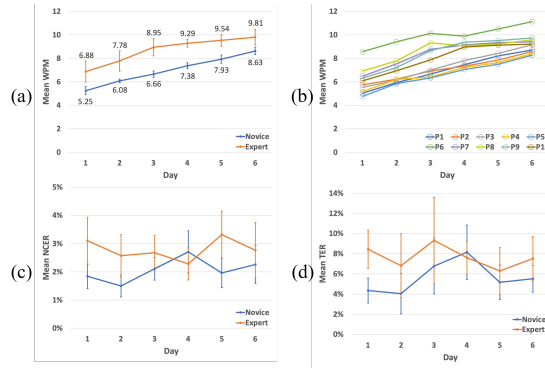 (a)
Mean WPM
12
10
8
6
4
2
0
6.88 7.78 8.95 9.29 9.54 9.81
5.25 6.08 6.66 7.38 7.93 8.63
Novice
Expert
1 2 3 4 5 6
Day
(b)
Mean WPM
12
10
8
6
4
2
0
P1 P2 P3 P4 P5
P6 P7 P8 P9 P1
1 2 3 4 5 6
Day
(c)
Mean NCER
5%
4%
3%
2%
1%
0%
Novice
Expert
1 2 3 4 5 6
Day
(d)
Mean TER
14%
12%
10%
8%
6%
4%
2%
0%
Novice
Expert
1 2 3 4 5 6
Day